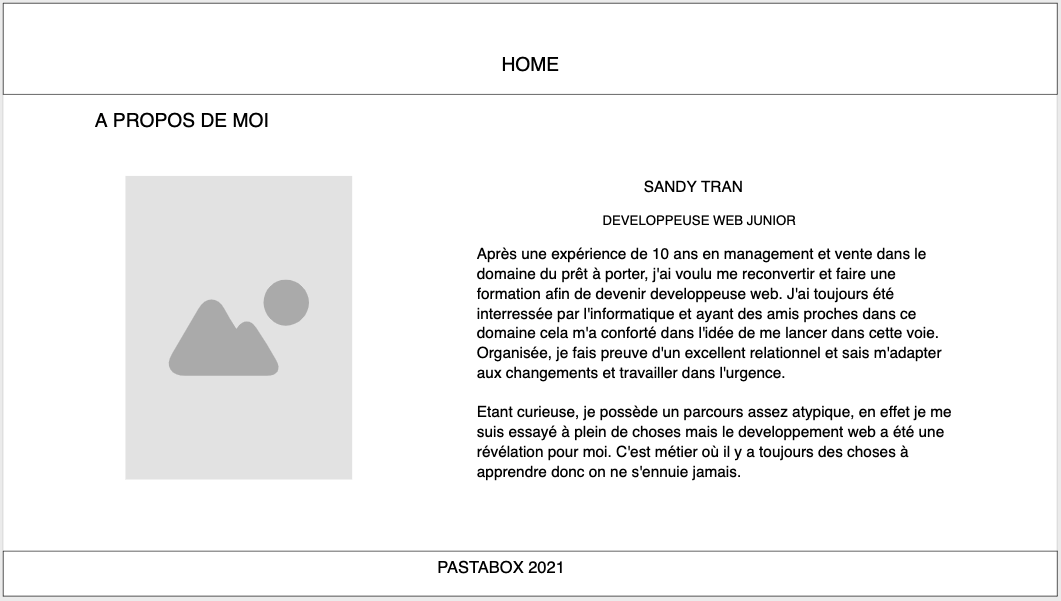 HOME
A PROPOS DE MOI
SANDY TRAN
DEVELOPPEUSE WEB JUNIOR
Après une expérience de 10 ans en management et vente dans le
domaine du prêt à porter, j'ai voulu me reconvertir et faire une
formation afin de devenir developpeuse web. J'ai toujours été
interressée par l'informatique et ayant des amis proches dans ce
domaine cela m'a conforté dans l'idée de me lancer dans cette voie.
Organisée, je fais preuve d'un excellent relationnel et sais m'adapter
aux changements et travailler dans l'urgence.
Etant curieuse, je possède un parcours assez atypique, en effet je me
suis essayé à plein de choses mais le developpement web a été une
révélation pour moi. C'est métier où il y a toujours des choses à
apprendre donc on ne s'ennuie jamais.
PASTABOX 2021